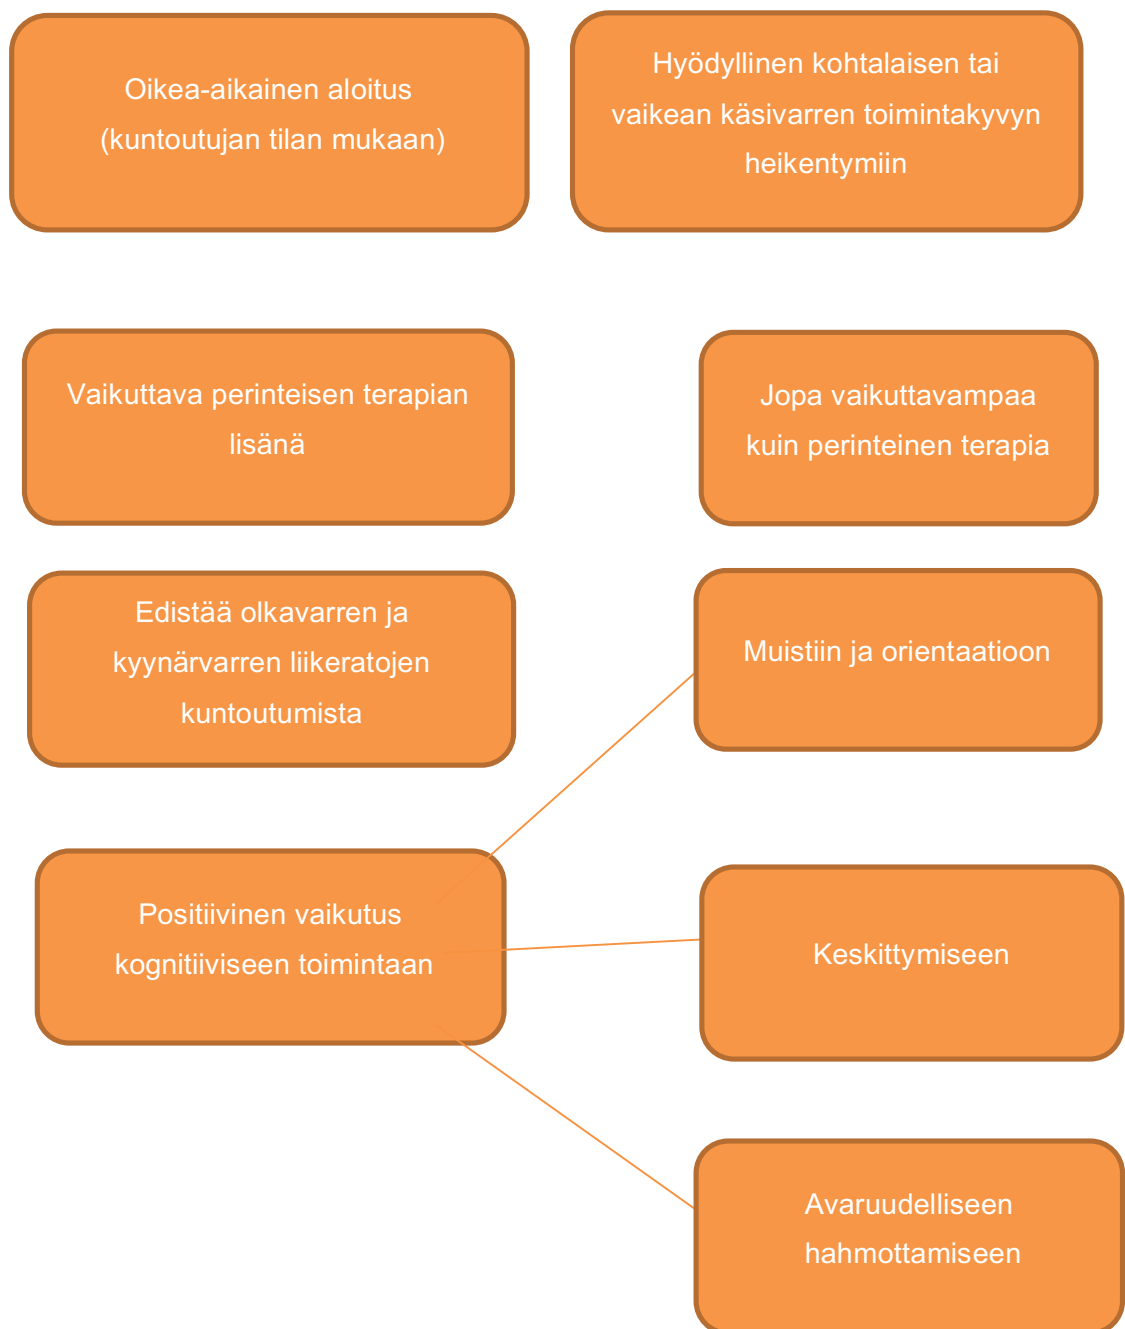 Oikea-aikainen aloitus
(kuntoutujan tilan mukaan)
Hyödyllinen kohtalaisen tai
vaikean käsivarren toimintakyvyn
heikentymiin
Vaikuttava perinteisen terapian
lisänä
Jopa vaikuttavampaa
kuin perinteinen terapia
Edistää olkavarren ja
kyynärvarren liikeratojen
kuntoutumista
Muistiin ja orientaatioon
Positiivinen vaikutus
kognitiiviseen toimintaan
Keskittymiseen
Avaruudelliseen
hahmottamiseen